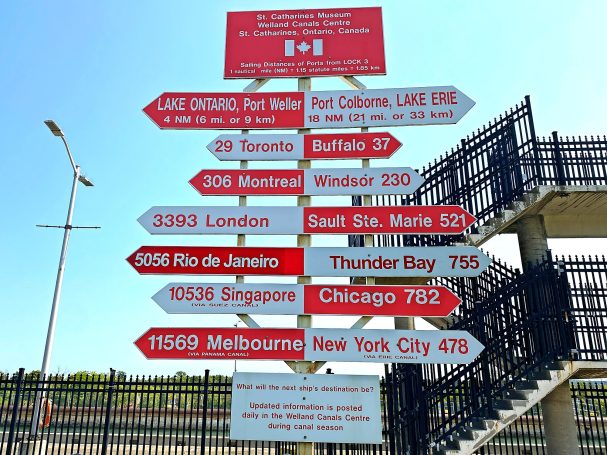 St. Catharines Museum
Welland Canals Centre
St. Catharines, Ontario, Canada
Sailing Distances of Ports from LOCK 3
1 nautical mile (NM) = 1.15 statute miles = 1.85 km
LAKE ONTARIO, Port Weller
4 NM (6 mi. or 9 km)
Port Colborne, LAKE ERIE
18 NM (21 mi. or 33 km)
29 Toronto
Buffalo 37
306 Montreal
Windsor 230
3393 London
Sault Ste. Marie 521
5056 Rio de Janeiro
Thunder Bay 755
10536 Singapore
(VIA SUEZ CANAL)
Chicago 782
11569 Melbourne
(VIA PANAMA CANAL)
New York City 478
(VIA ERIE CANAL)
What will the next ship's destination be?
Updated information is posted
daily in the Welland Canals Centre
during canal season